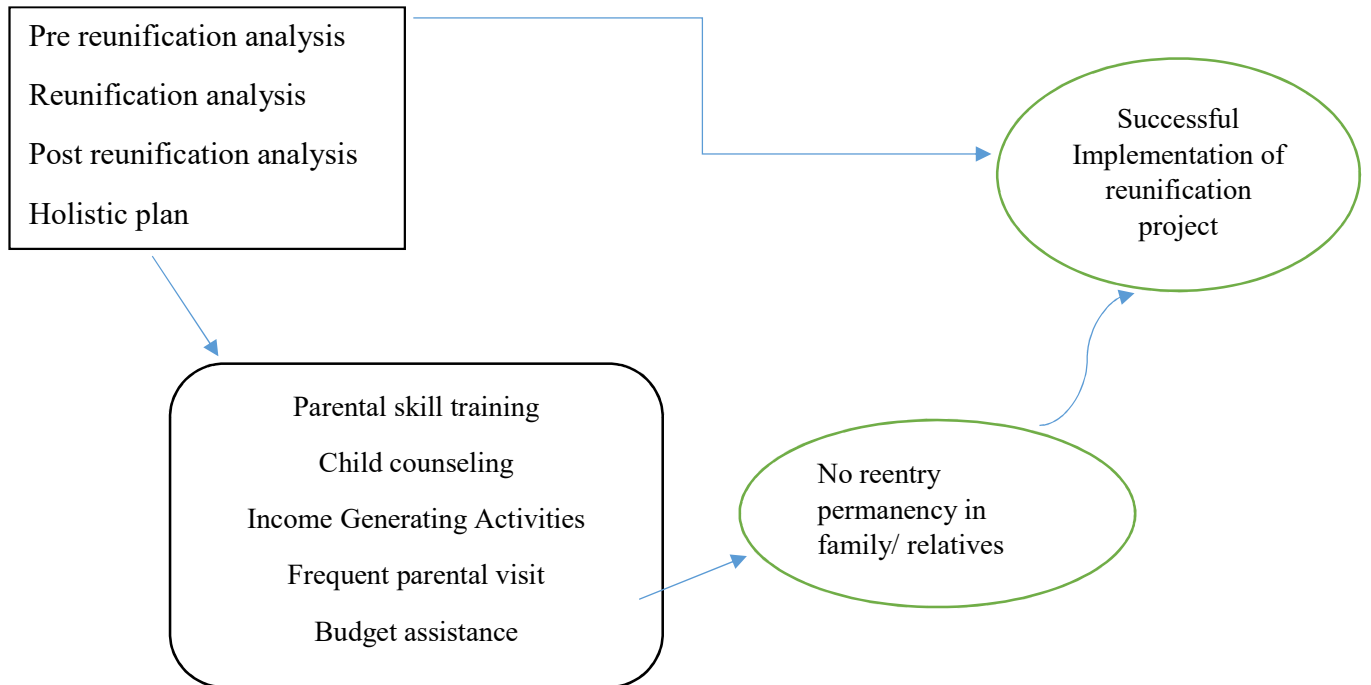 Pre reunification analysis
Reunification analysis
Post reunification analysis
Holistic plan
Successful
Implementation of
reunification
project
Parental skill training
Child counseling
Income Generating Activities
Frequent parental visit
Budget assistance
No reentry
permanency in
family/ relatives